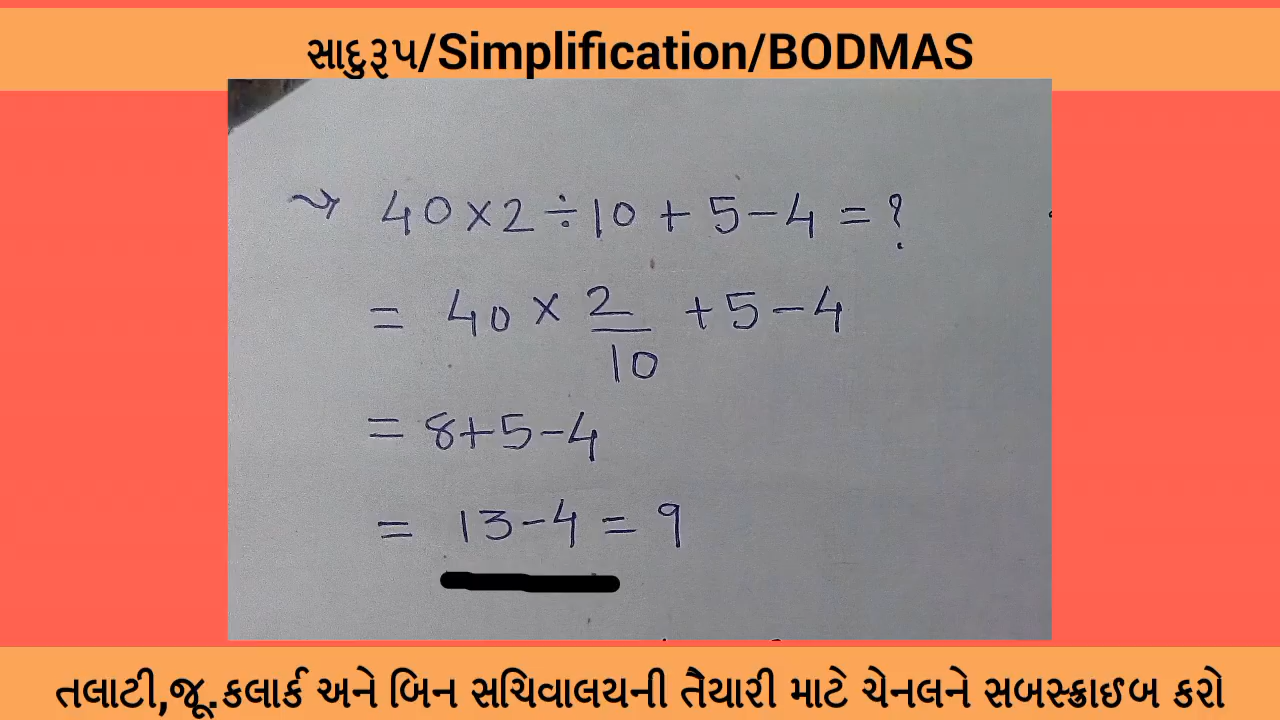 સાદુરૂપ/Simplification/BODMAS
40×2÷10+5-4=?
= 40 × 2/10 +5-4
= 8+5-4
= 13-4 = 9
તલાટી,જૂ.કલાર્ક અને બિન સચિવાલયની તૈયારી માટે ચેનલને સબસ્ક્રાઇબ કરો